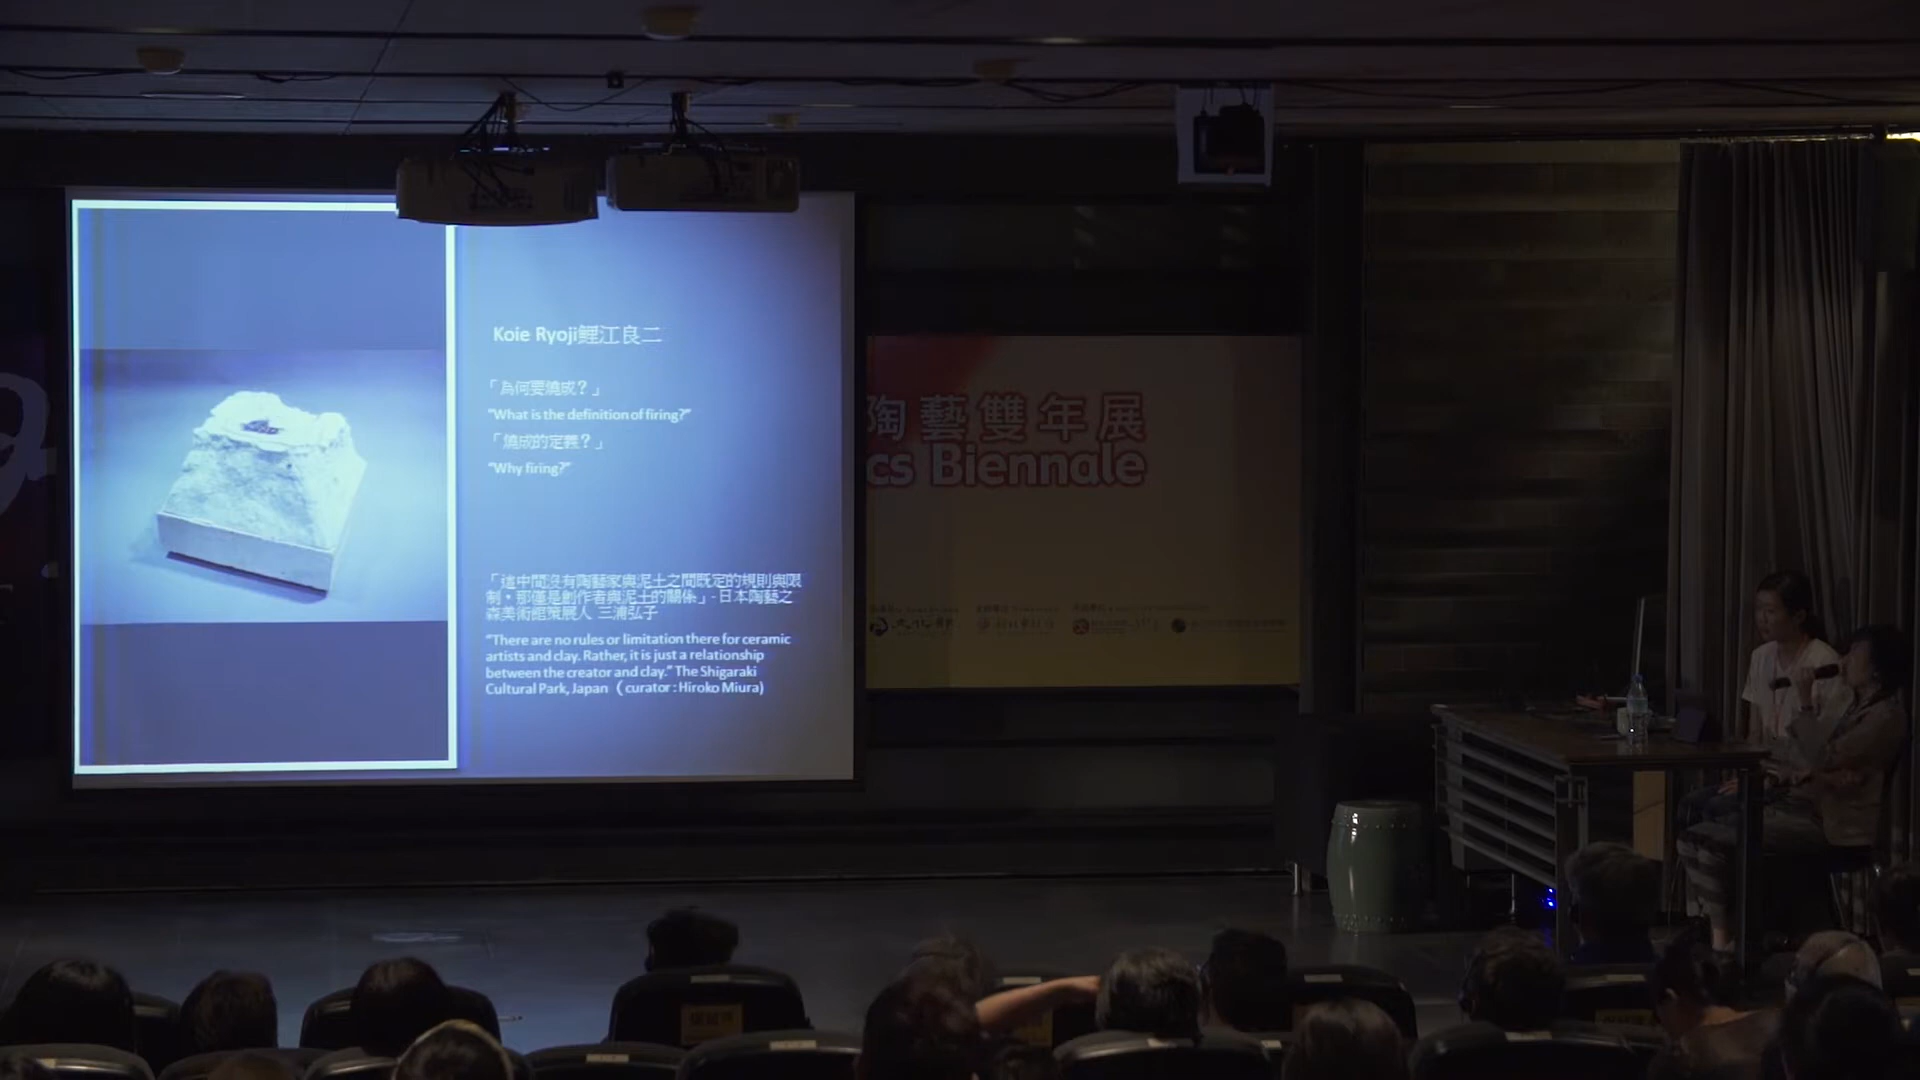 Koie Ryoji鯉江良二
「為何要燒成？」
“What is the definition of firing?”
「燒成的定義？」
“Why firing?”
「這中間沒有陶藝家與泥土之間既定的規則與限
制，那僅是創作者與泥土的關係」-日本陶藝之
森美術館策展人 三浦弘子
“There are no rules or limitation there for ceramic
artists and clay. Rather, it is just a relationship
between the creator and clay.” The Shigaraki
Cultural Park, Japan （curator : Hiroko Miura)
陶藝雙年展
cs Biennale